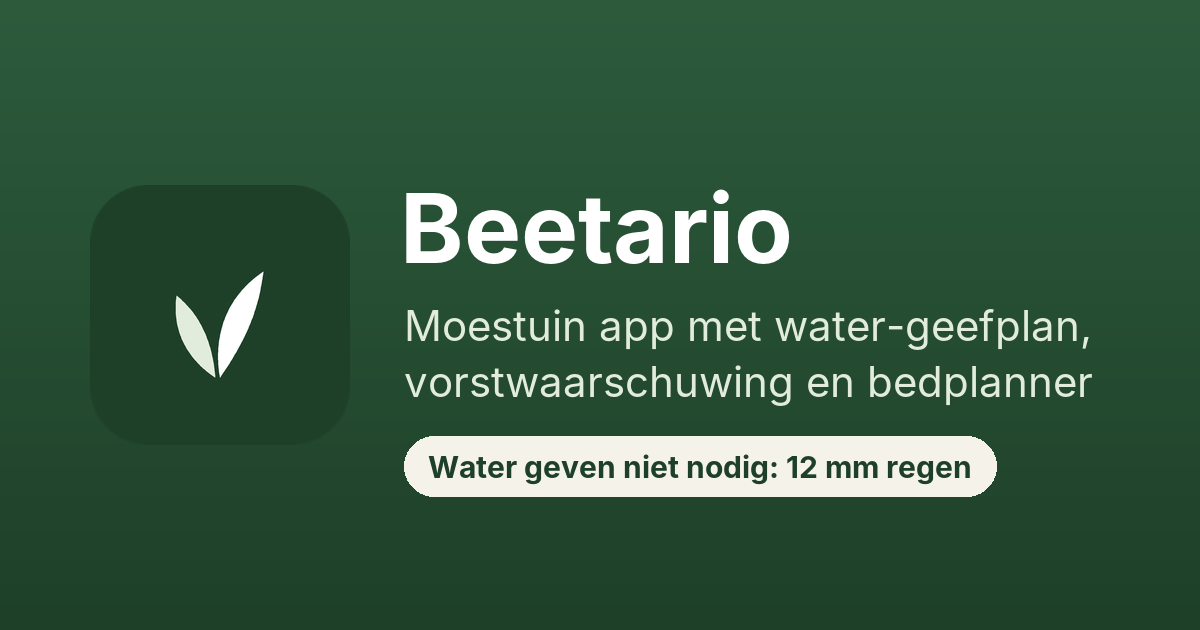 Beetario
Moestuin app met water-geefplan,
vorstwaarschuwing en bedplanner
Water geven niet nodig: 12 mm regen